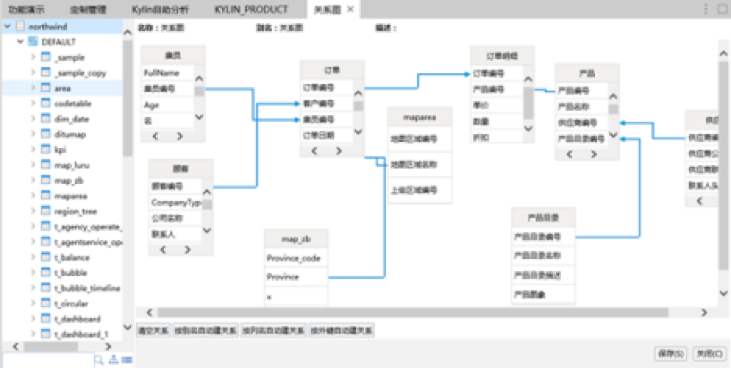 功能演示 定制管理 Kylin自助分析 KYLIN_PRODUCT 关系图
northwind
DEFAULT
_sample
_sample_copy
area
codetable
dim_date
ditumap
kpi
map_luru
map_zb
maparea
region_tree
t_agency_operate_
t_agentservice_op
t_balance
t_bubble
t_bubble_timeline
t_circular
t_dashboard
t_dashboard_1
名称：关系图 别名：关系图 描述：
雇员
FullName
雇员编号
Age
名
顾客
顾客编号
CompanyTyp
公司名称
联系人
订单
订单编号
客户编号
雇员编号
订单日期
map_zb
Province_code
Province
x
maparea
地图区域编号
地图区域名称
上级区域编号
订单明细
订单编号
产品编号
单价
数量
折扣
产品
产品编号
产品名称
供应商编号
产品目录编号
产品目录
产品目录编号
产品目录名称
产品目录描述
产品图象
供应
供应商编
供应商公
供应商联
联系人头
清空关系 按别名自动建关系 按列名自动建关系 按外键自动建关系
保存(S) 关闭(C)